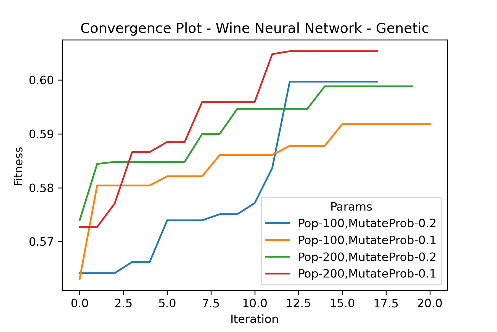 Convergence Plot - Wine Neural Network - Genetic
0.60
0.59
0.58
0.57
Fitness
Params
Pop-100,MutateProb-0.2
Pop-100,MutateProb-0.1
Pop-200,MutateProb-0.2
Pop-200,MutateProb-0.1
0.0 2.5 5.0 7.5 10.0 12.5 15.0 17.5 20.0
Iteration